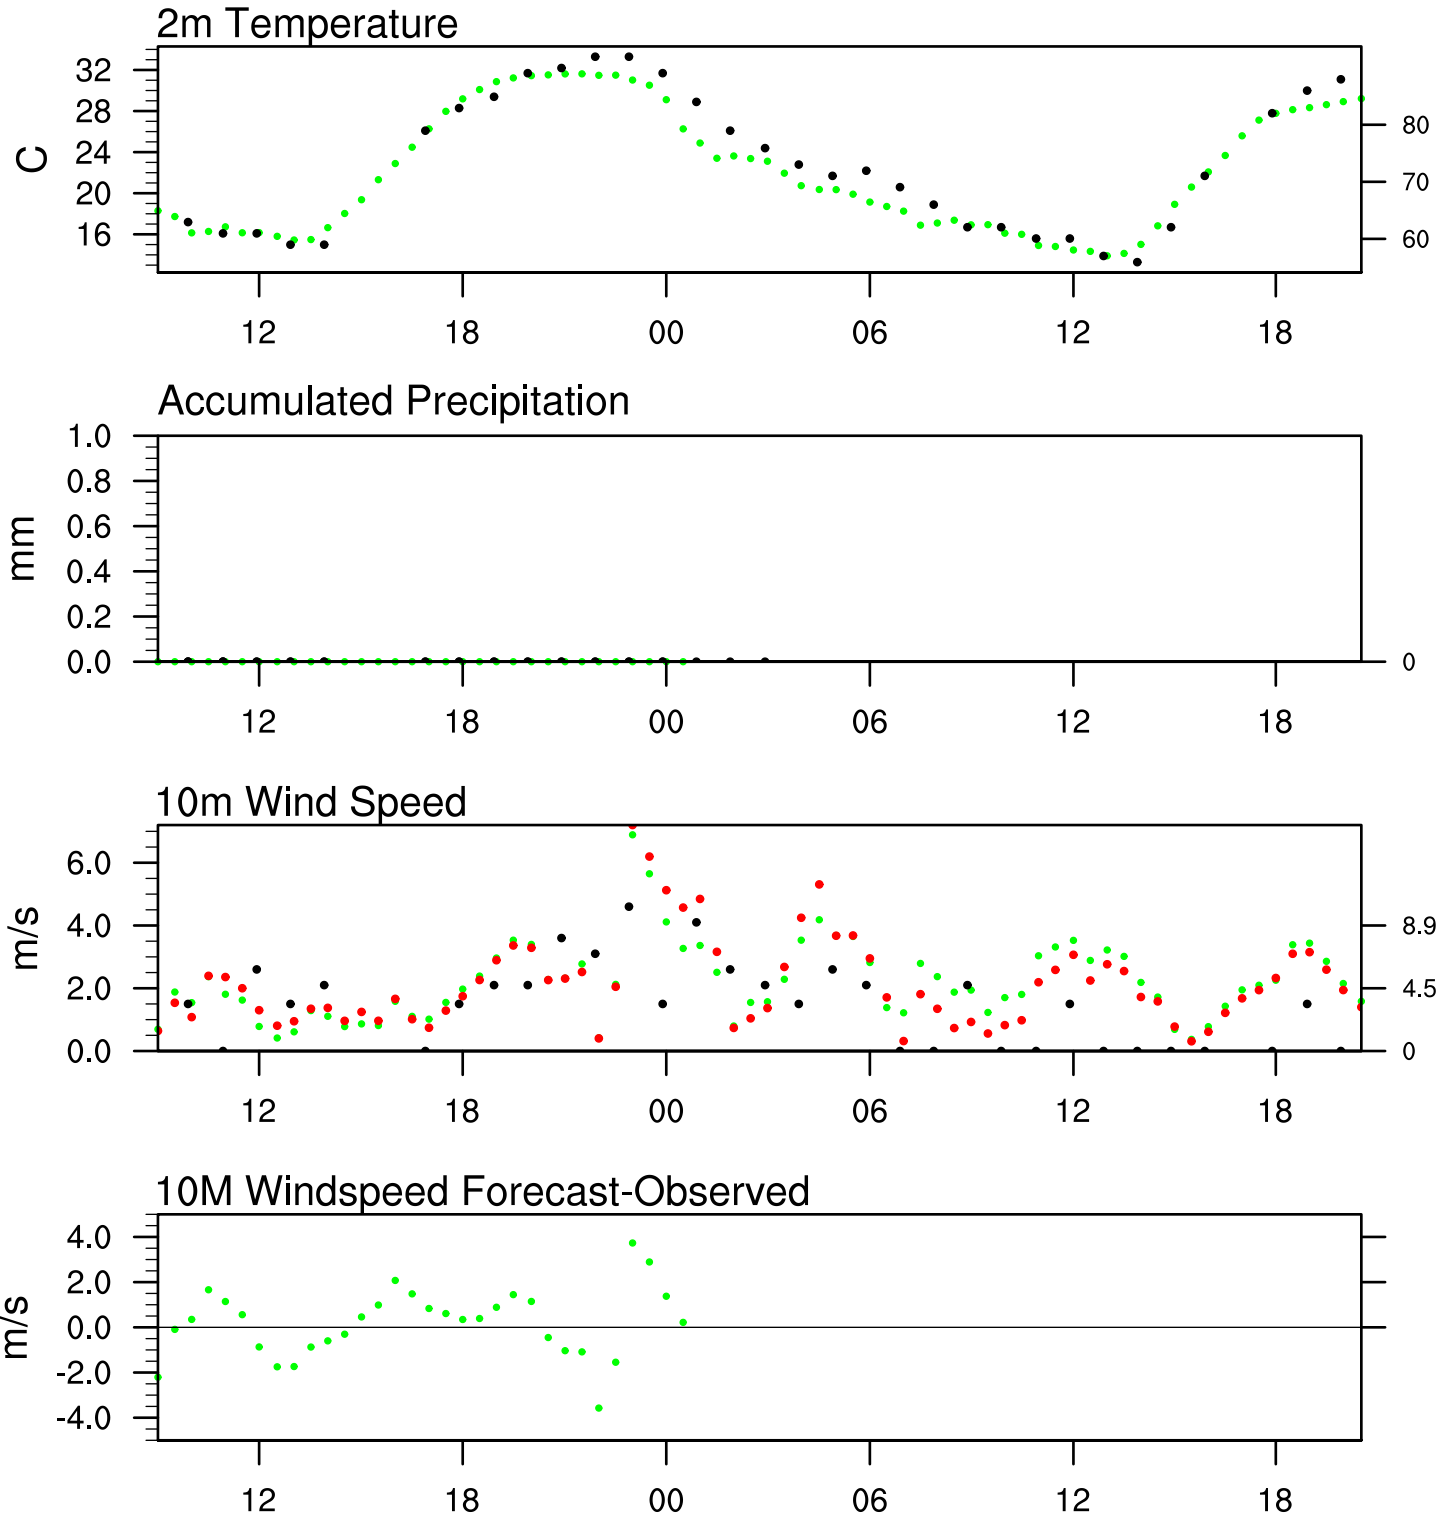 2m Temperature
32
28
24
20
16
C
80
70
60
12 18 00 06 12 18
Accumulated Precipitation
1.0
0.8
0.6
0.4
0.2
0.0
mm
0
12 18 00 06 12 18
10m Wind Speed
6.0
4.0
2.0
0.0
m/s
8.9
4.5
0
12 18 00 06 12 18
10M Windspeed Forecast-Observed
4.0
2.0
0.0
-2.0
-4.0
m/s
12 18 00 06 12 18